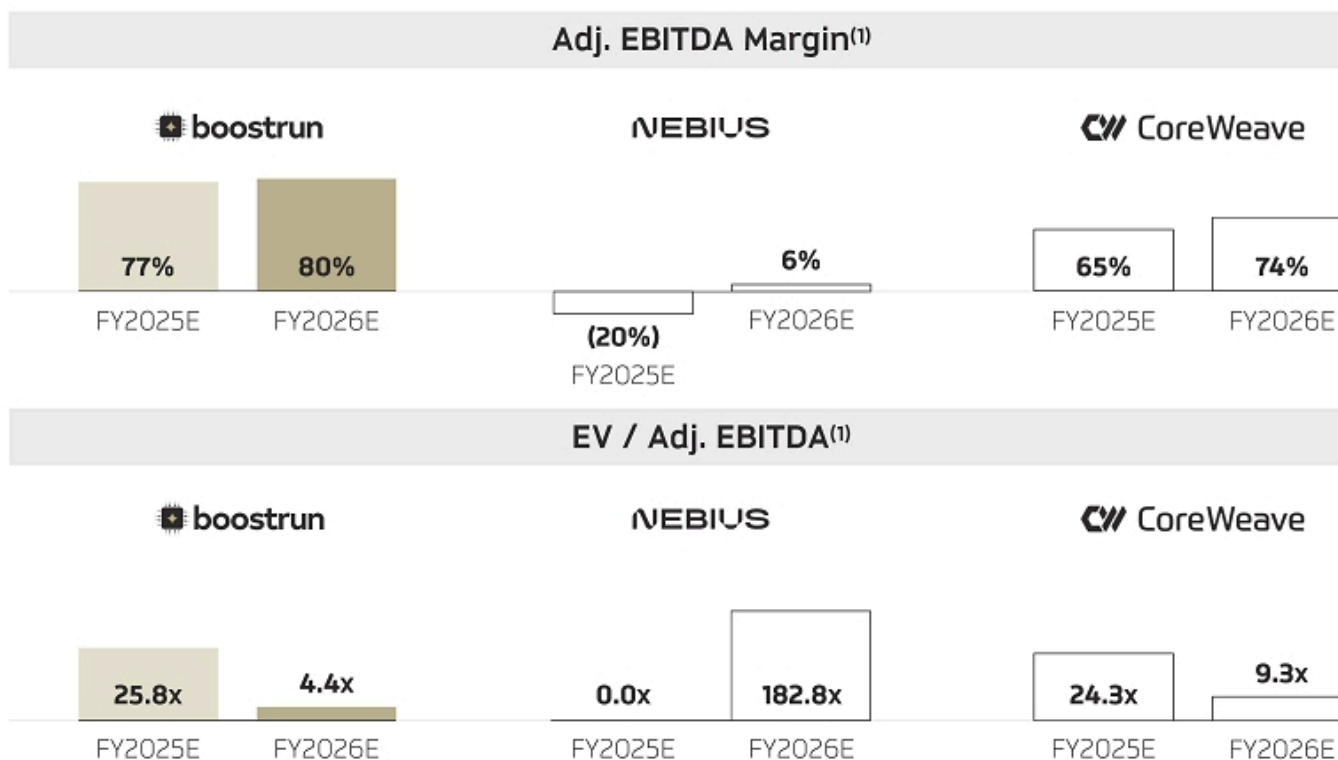 Adj. EBITDA Margin(1)
boostrun NEBIUS CoreWeave
6%
77% 80% 65% 74%
FY2025E FY2026E FY2026E FY2025E FY2026E
(20%)
FY2025E
EV / Adj. EBITDA(1)
boostrun NEBIUS CoreWeave
4.4x 9.3x
25.8x 0.0x 182.8x 24.3x
FY2025E FY2026E FY2025E FY2026E FY2025E FY2026E